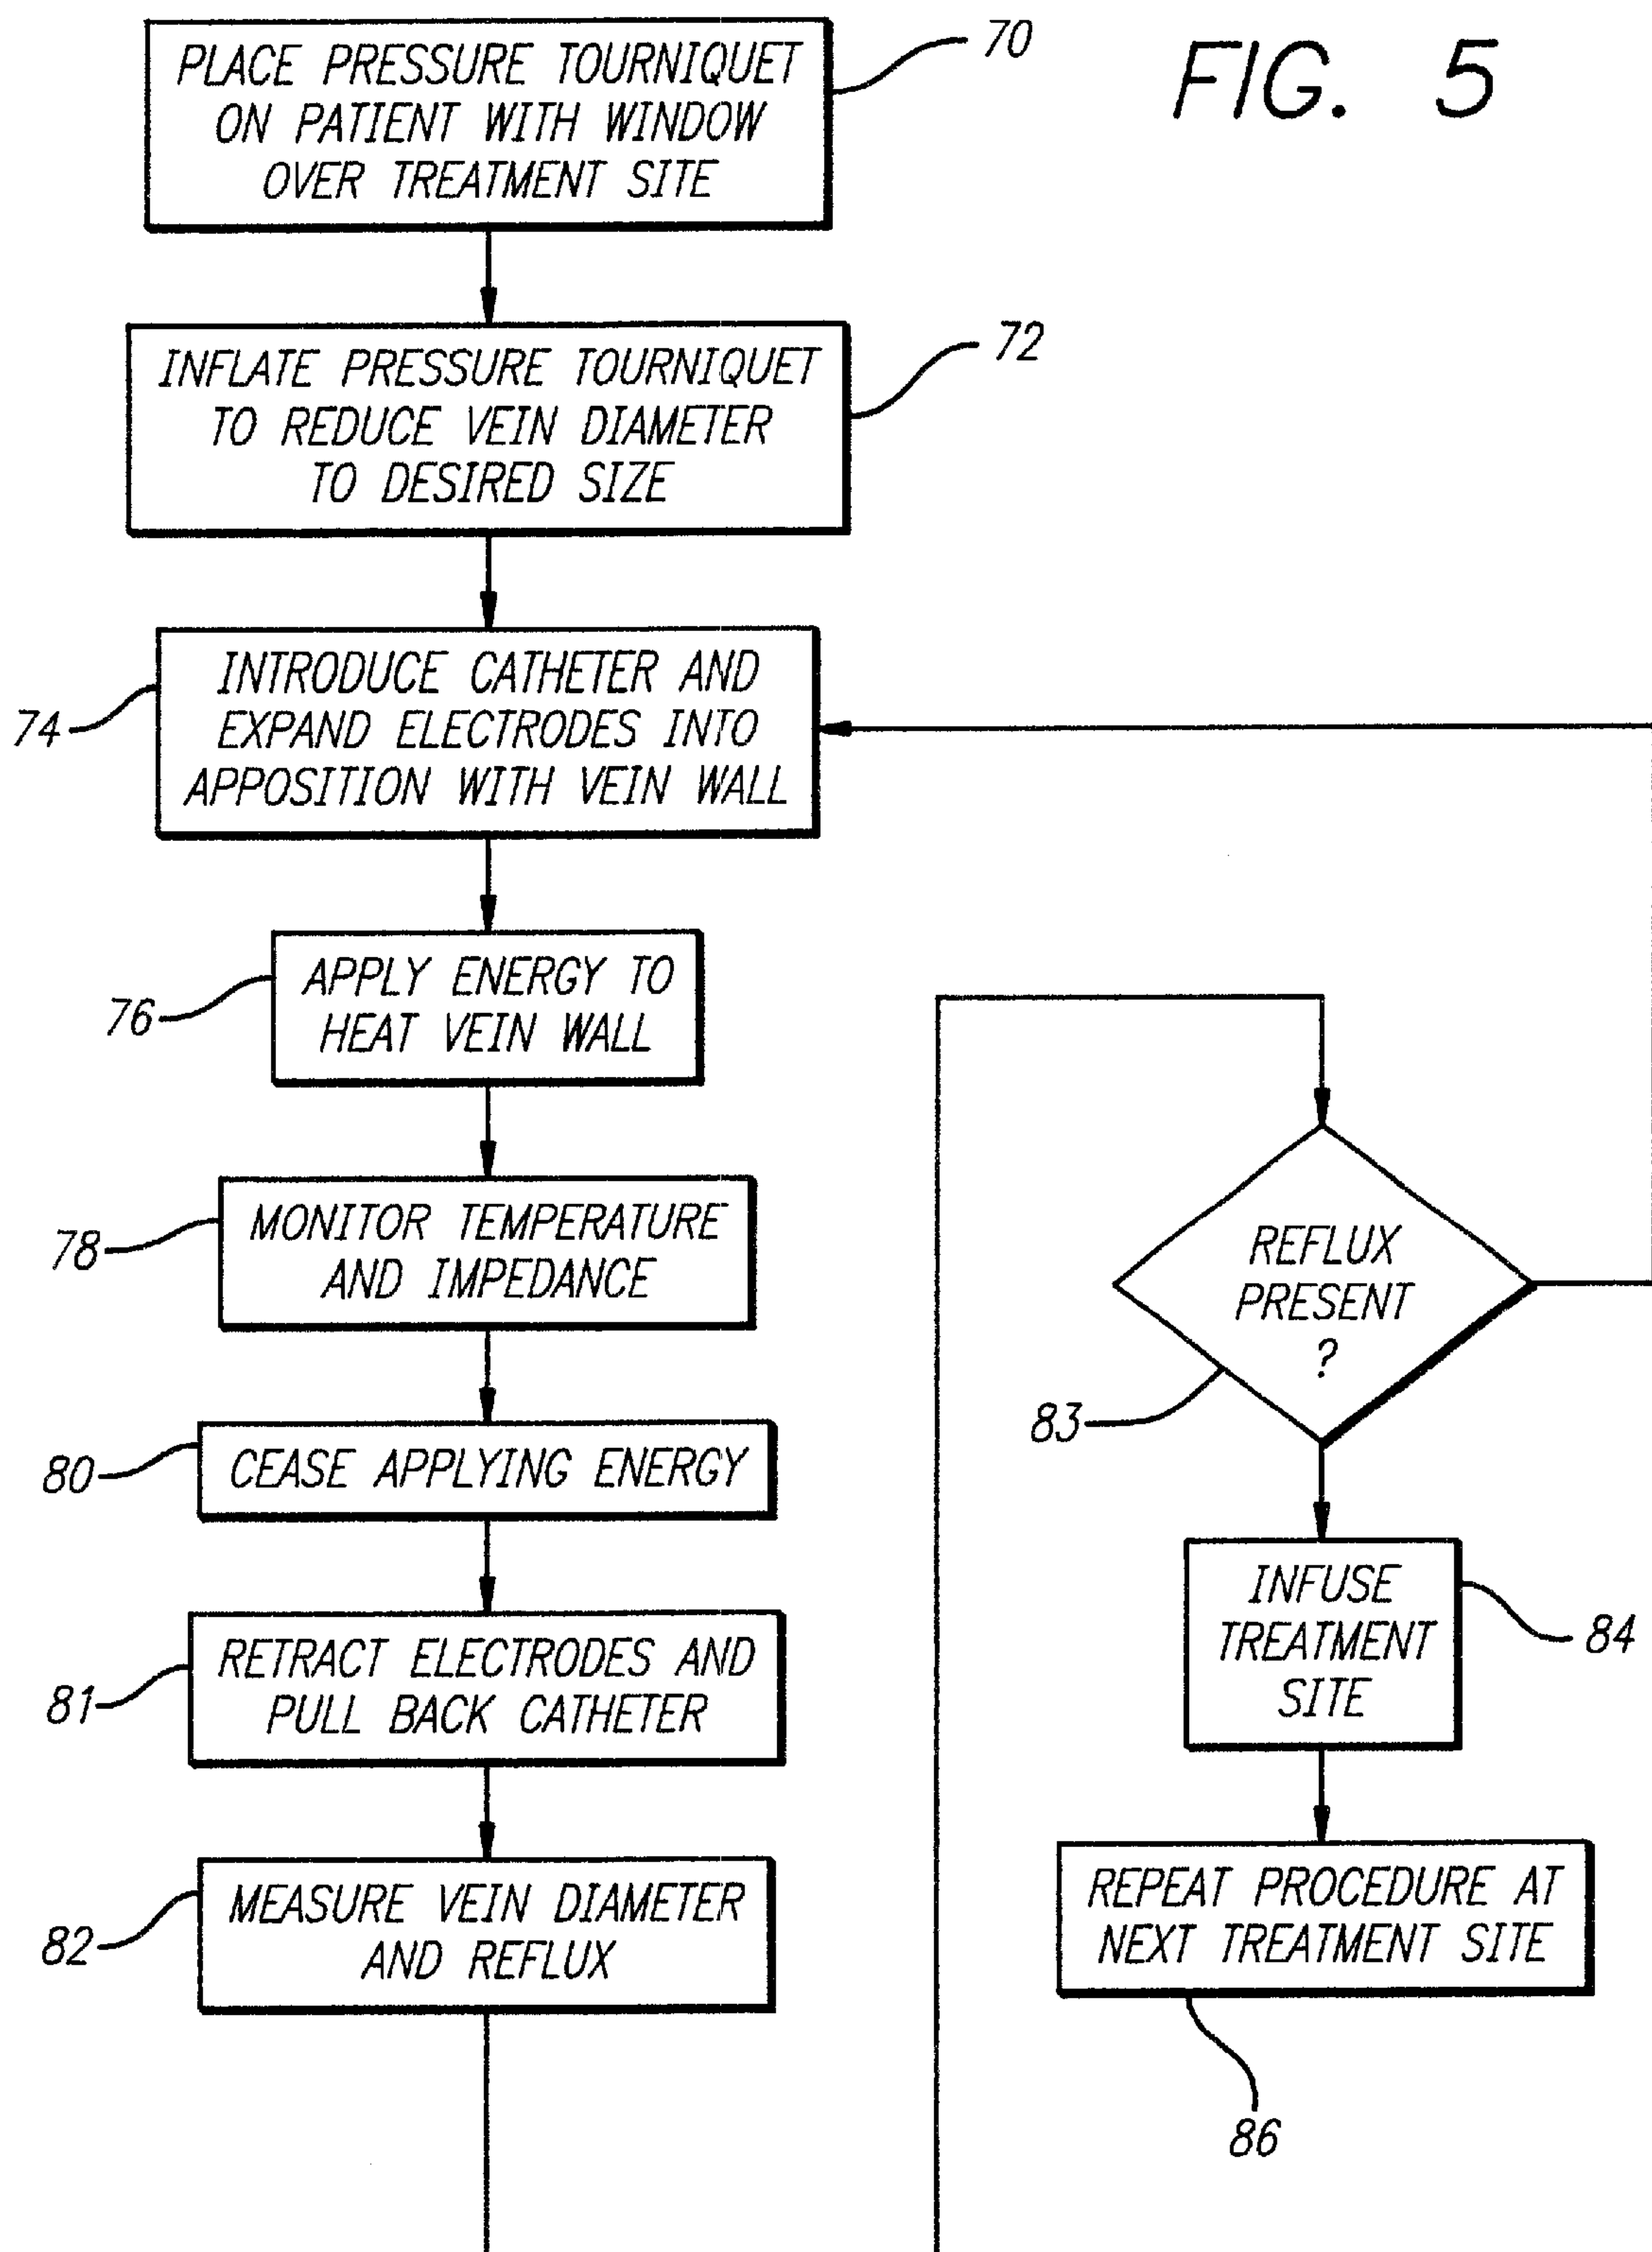 FIG. 5
PLACE PRESSURE TOURNIQUET
ON PATIENT WITH WINDOW
OVER TREATMENT SITE
70
INFLATE PRESSURE TOURNIQUET
TO REDUCE VEIN DIAMETER
TO DESIRED SIZE
72
INTRODUCE CATHETER AND
EXPAND ELECTRODES INTO
APPOSITION WITH VEIN WALL
74
APPLY ENERGY TO
HEAT VEIN WALL
76
MONITOR TEMPERATURE
AND IMPEDANCE
78
CEASE APPLYING ENERGY
80
RETRACT ELECTRODES AND
PULL BACK CATHETER
81
MEASURE VEIN DIAMETER
AND REFLUX
82
REFLUX
PRESENT
?
83
INFUSE
TREATMENT
SITE
84
REPEAT PROCEDURE AT
NEXT TREATMENT SITE
86